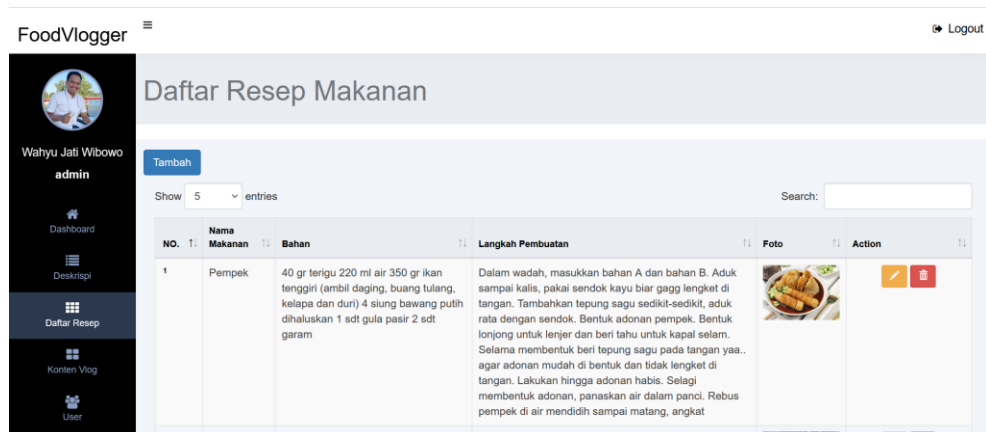 FoodVlogger
Logout
Wahyu Jati Wibowo
admin
Dashboard
Deskripsi
Daftar Resep
Konten Vlog
User
Daftar Resep Makanan
Tambah
Show 5 entries
Search:
NO.
Nama
Makanan
Bahan
Langkah Pembuatan
Foto
Action
1
Pempek
40 gr terigu 220 ml air 350 gr ikan
tenggiri (ambil daging, buang tulang,
kelapa dan duri) 4 siung bawang putih
dihaluskan 1 sdt gula pasir 2 sdt
garam
Dalam wadah, masukkan bahan A dan bahan B. Aduk
sampai kalis, pakai sendok kayu biar gagg lengket di
tangan. Tambahkan tepung sagu sedikit-sedikit, aduk
rata dengan sendok. Bentuk adonan pempek. Bentuk
lonjong untuk lenjer dan beri tahu untuk kapal selam.
Selama membentuk beri tepung sagu pada tangan yaa..
agar adonan mudah di bentuk dan tidak lengket di
tangan. Lakukan hingga adonan habis. Selagi
membentuk adonan, panaskan air dalam panci. Rebus
pempek di air mendidih sampai matang, angkat